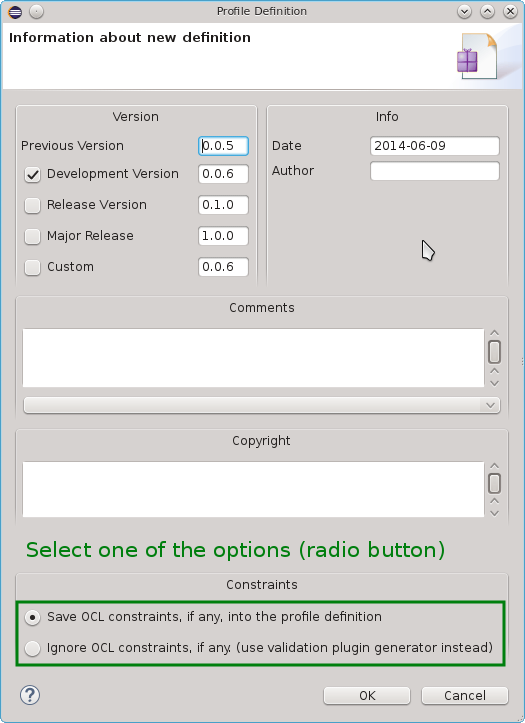 Profile Definition
Information about new definition
Version
Previous Version 0.0.5
Development Version 0.0.6
Release Version 0.1.0
Major Release 1.0.0
Custom 0.0.6
Info
Date 2014-06-09
Author
Comments
Copyright
Select one of the options (radio button)
Constraints
Save OCL constraints, if any, into the profile definition
Ignore OCL constraints, if any. (use validation plugin generator instead)
?
OK Cancel